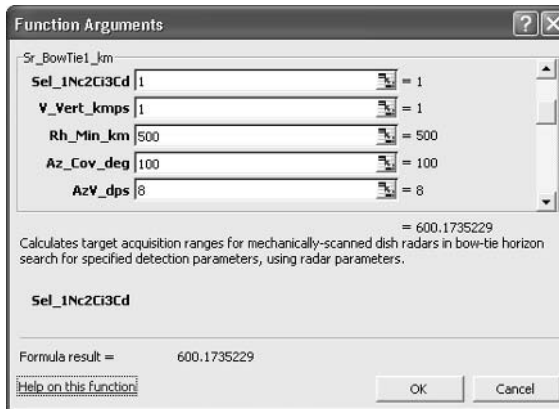 Function Arguments
Sr_BowTie1_km
Sel_1Nc2Ci3Cd 1 = 1
V_Vert_kmps 1 = 1
Rh_Min_km 500 = 500
Az_Cov_deg 100 = 100
AzV_dps 8 = 8
= 600.1735229
Calculates target acquisition ranges for mechanically-scanned dish radars in bow-tie horizon
search for specified detection parameters, using radar parameters.
Sel_1Nc2Ci3Cd
Formula result = 600.1735229
Help on this function OK Cancel